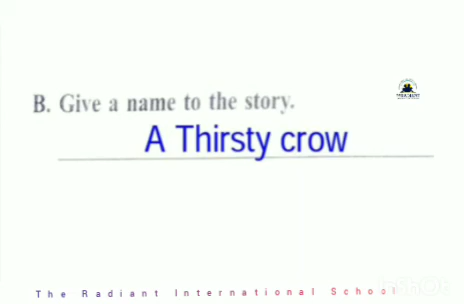 B. Give a name to the story.
A Thirsty crow
The Radiant International School